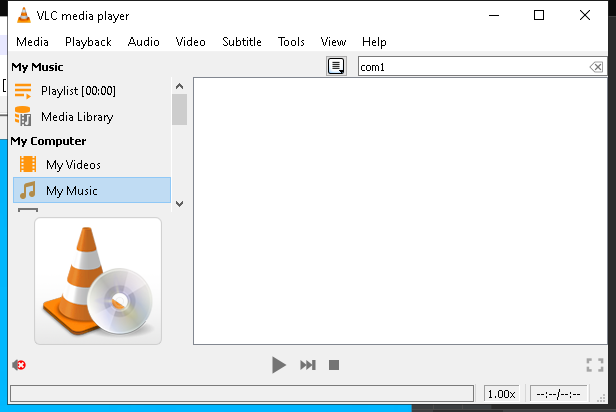 VLC media player
Media Playback Audio Video Subtitle Tools View Help
My Music
com1
Playlist [00:00]
Media Library
My Computer
My Videos
My Music
1.00x
--:--/--:--